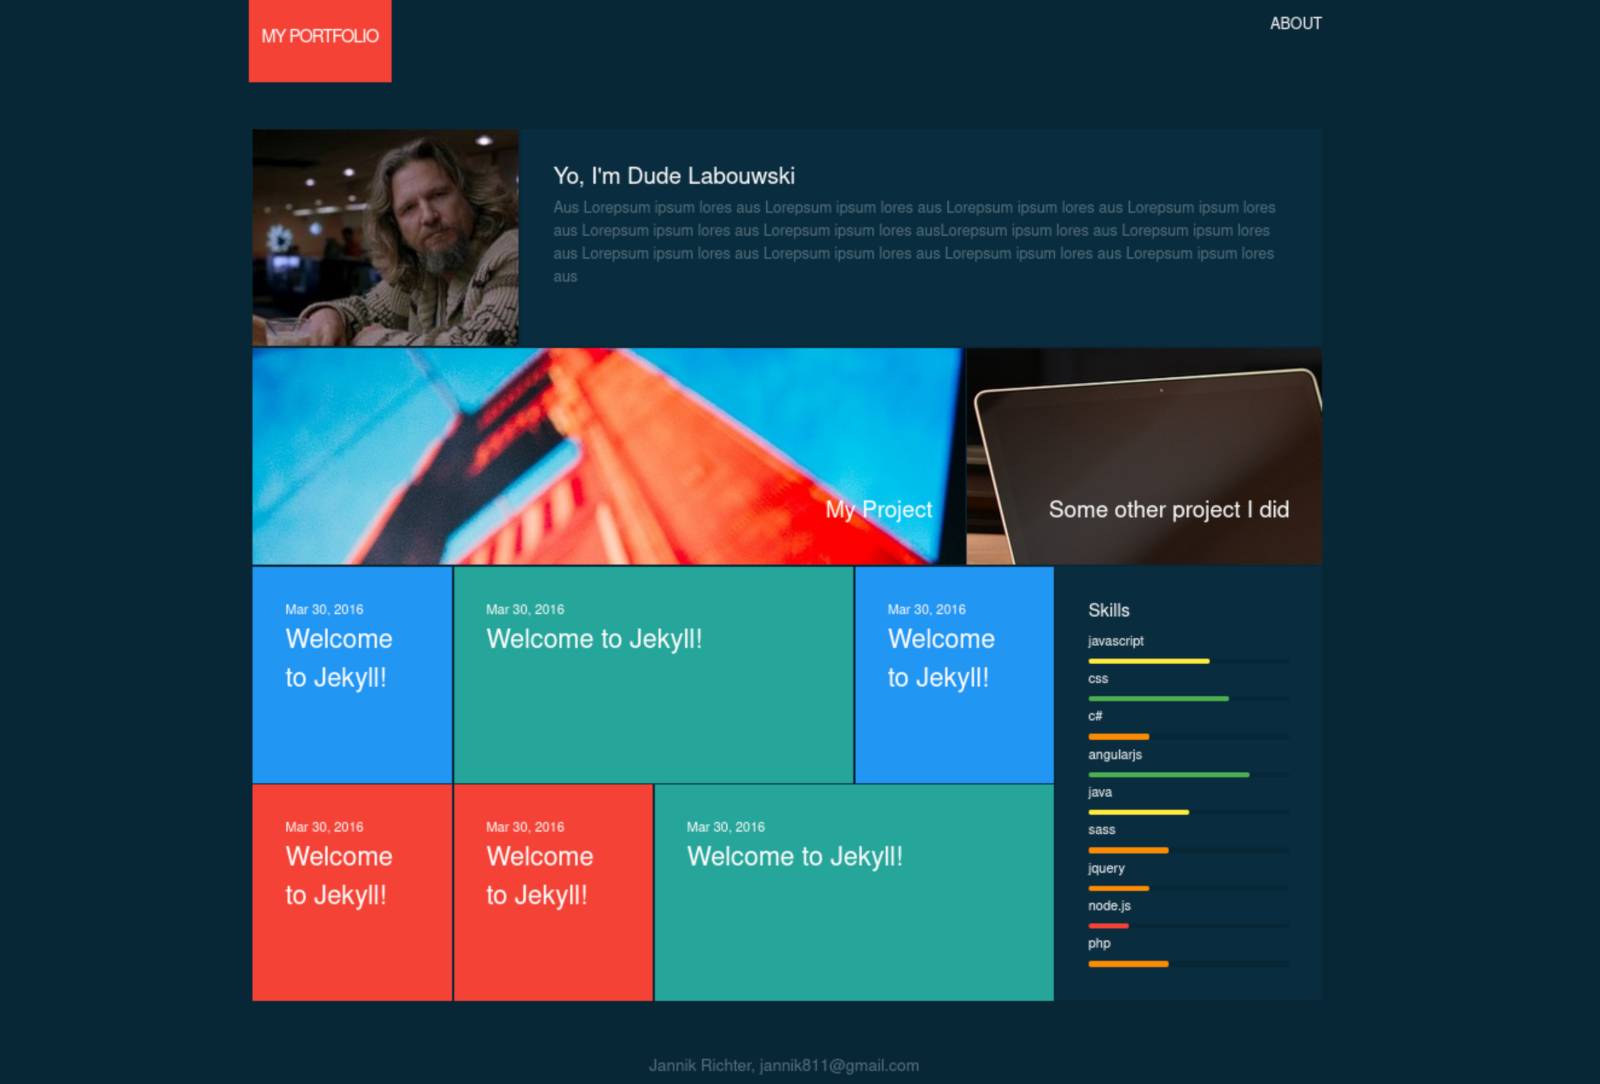 MY PORTFOLIO
ABOUT
Yo, I'm Dude Labouwski
Aus Lorepsum ipsum lores aus Lorepsum ipsum lores aus Lorepsum ipsum lores aus Lorepsum ipsum lores
aus Lorepsum ipsum lores aus Lorepsum ipsum lores ausLorepsum ipsum lores aus Lorepsum ipsum lores
aus Lorepsum ipsum lores aus Lorepsum ipsum lores aus Lorepsum ipsum lores aus Lorepsum ipsum lores
aus
My Project
Some other project I did
Mar 30, 2016
Welcome
to Jekyll!
Mar 30, 2016
Welcome to Jekyll!
Mar 30, 2016
Welcome
to Jekyll!
Mar 30, 2016
Welcome
to Jekyll!
Mar 30, 2016
Welcome
to Jekyll!
Mar 30, 2016
Welcome to Jekyll!
Skills
javascript
css
c#
angularjs
java
sass
jquery
node.js
php
Jannik Richter, jannik811@gmail.com